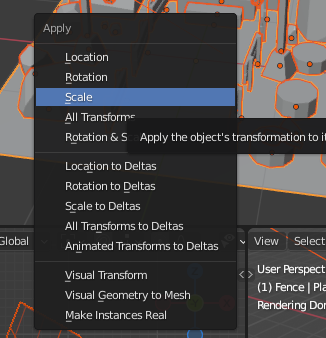 Apply
Location
Rotation
Scale
All Transforms
Rotation & S
Apply the object's transformation to
Location to Deltas
Rotation to Deltas
Scale to Deltas
All Transforms to Deltas
Animated Transforms to Deltas
Global
View Select
Visual Transform
User Perspect
Visual Geometry to Mesh
(1) Fence | Pla
Make Instances Real
Rendering Dor